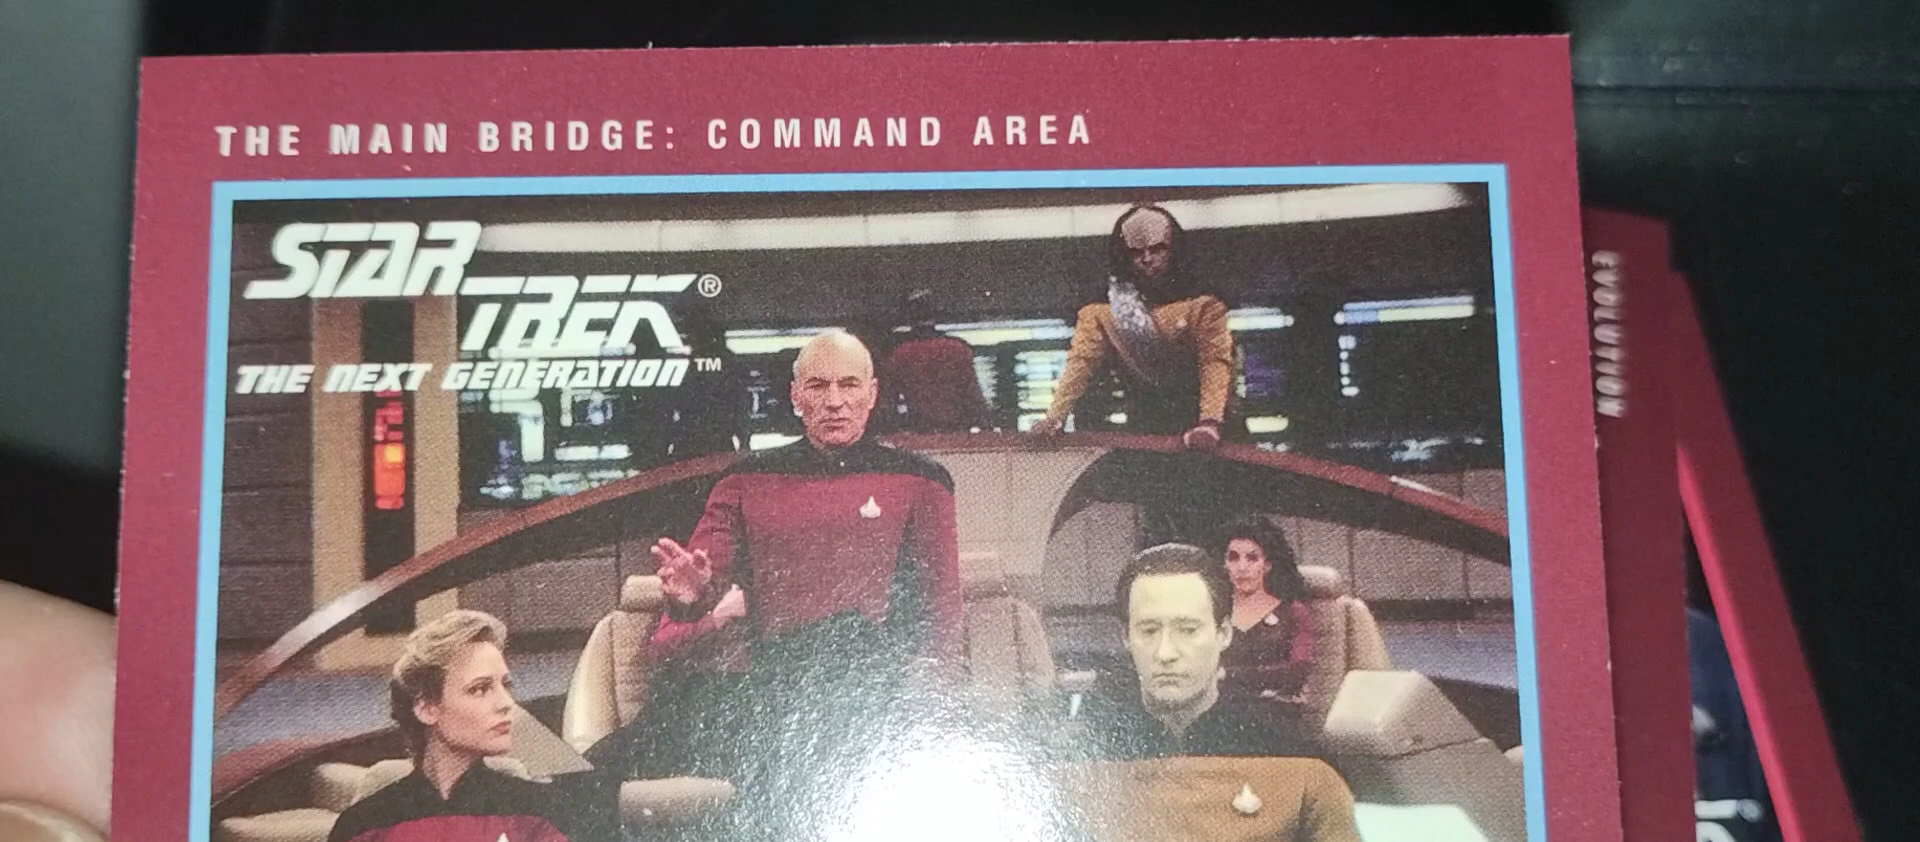 THE MAIN BRIDGE: COMMAND AREA
STAR
TREK®
THE NEXT GENERATION™
EVOLUTION